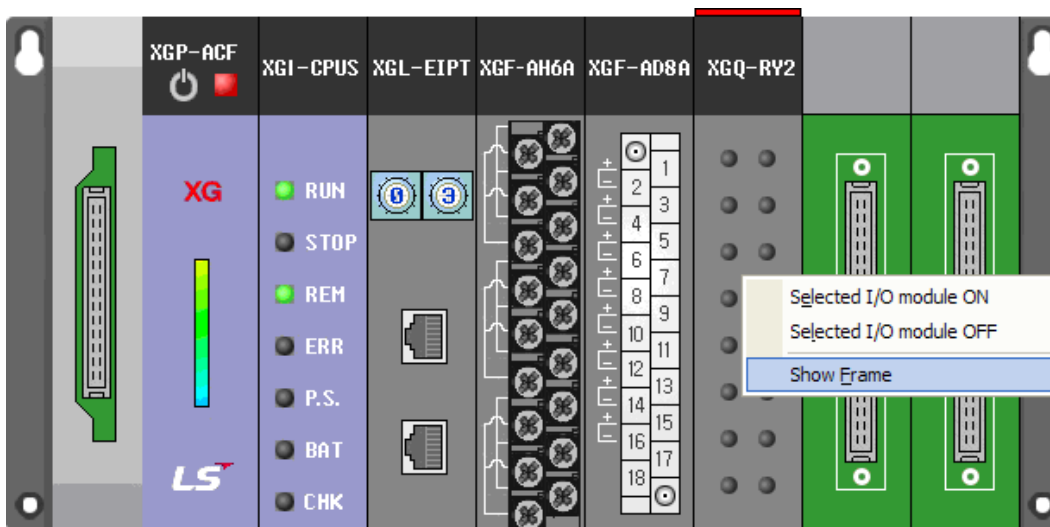 XGP-ACF
XGI-CPUS
XGL-EIPT
XGF-AH6A
XGF-AD8A
XGQ-RY2
XG
LS
RUN
STOP
REM
ERR
P.S.
BAT
CHK
0
3
+
-
1
2
3
4
5
6
7
8
9
10
11
12
13
14
15
16
17
18
Selected I/O module ON
Selected I/O module OFF
Show Frame